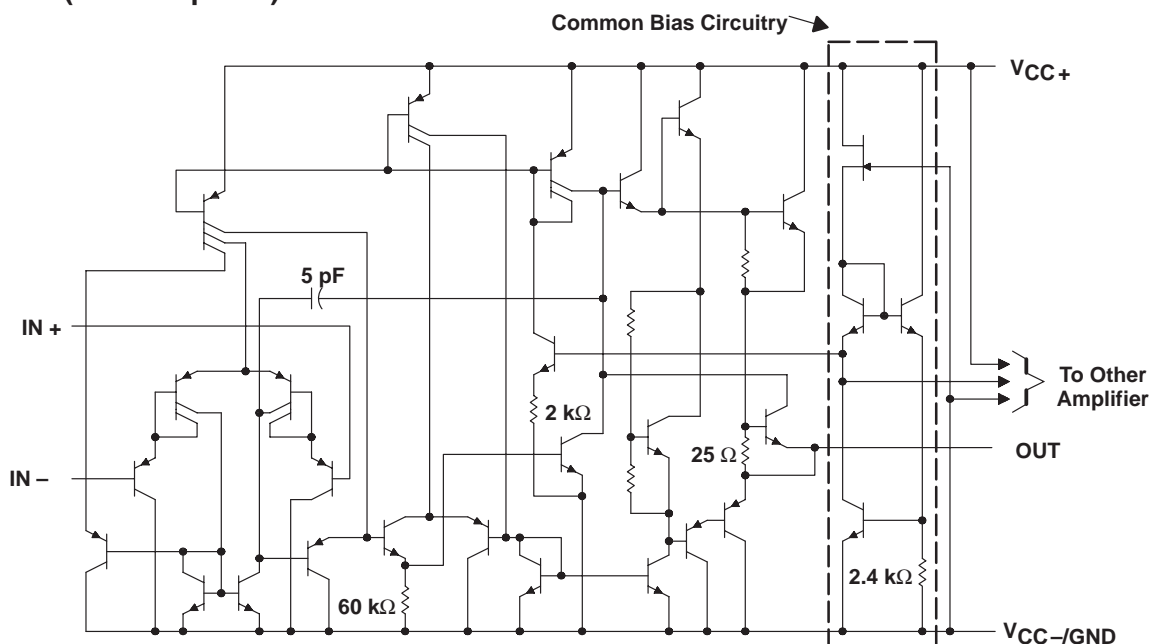 Common Bias Circuitry
VCC+
5 pF
IN +
To Other
Amplifier
2 kΩ
25 Ω
OUT
IN −
2.4 kΩ
60 kΩ
VCC−/GND